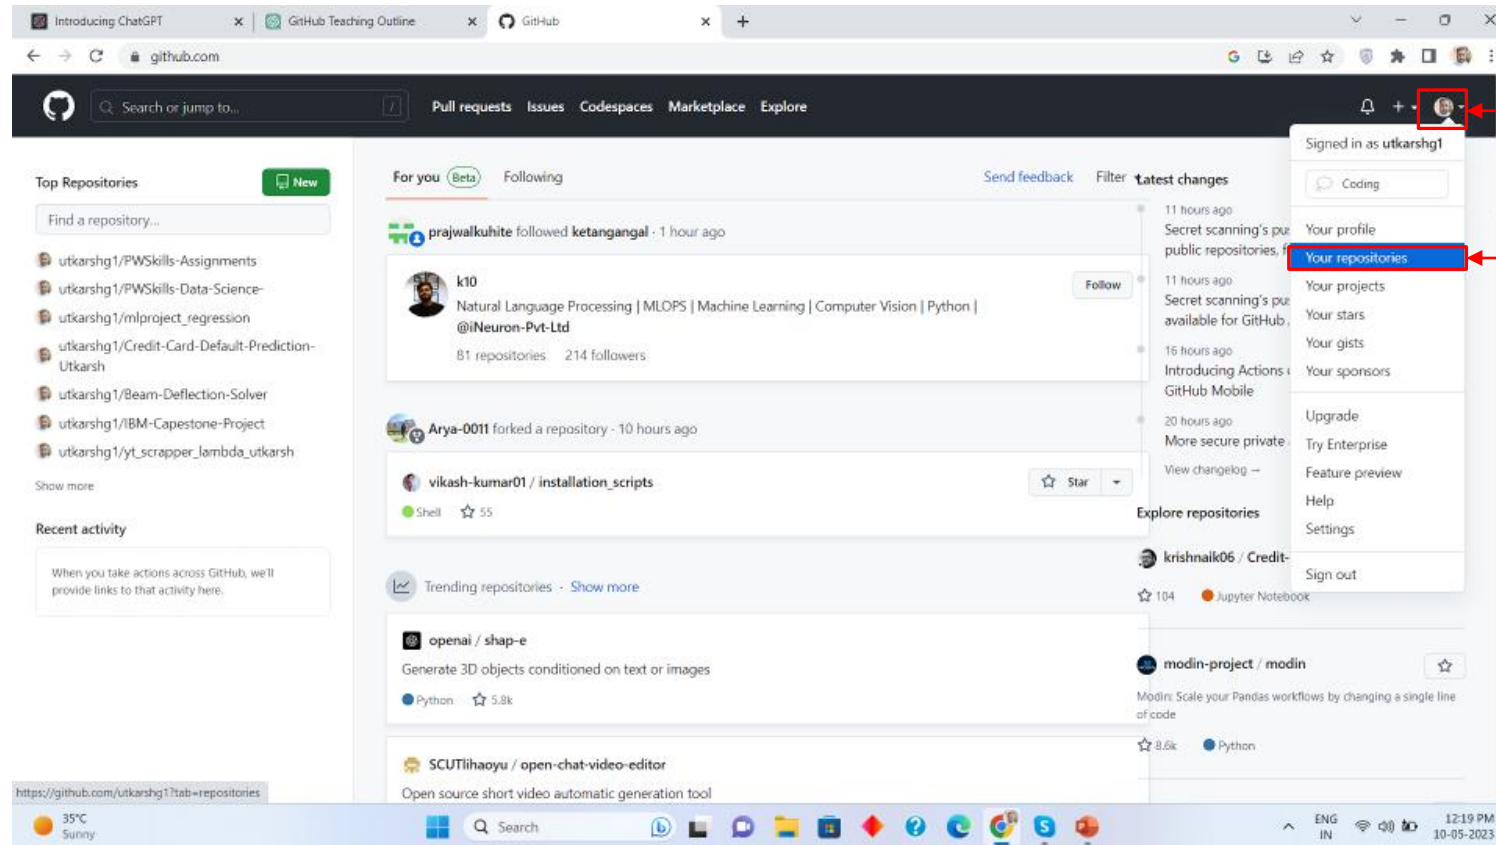 Introducing ChatGPT
GitHub Teaching Outline
GitHub
github.com
Search or jump to...
/
Pull requests Issues Codespaces Marketplace Explore
Signed in as utkarshg1
Coding
Your profile
Your repositories
Your projects
Your stars
Your gists
Your sponsors
Upgrade
Try Enterprise
Feature preview
Help
Settings
Sign out
Top Repositories
New
Find a repository...
utkarshg1/PWSkills-Assignments
utkarshg1/PWSkills-Data-Science-
utkarshg1/mlproject_regression
utkarshg1/Credit-Card-Default-Prediction-
Utkarsh
utkarshg1/Beam-Deflection-Solver
utkarshg1/IBM-Capestone-Project
utkarshg1/yt_scrapper_lambda_utkarsh
Show more
Recent activity
When you take actions across GitHub, we'll
provide links to that activity here.
For you Beta Following
Send feedback Filter
prajwalkuhite followed ketangangal · 1 hour ago
k10
Follow
Natural Language Processing | MLOPS | Machine Learning | Computer Vision | Python |
@iNeuron-Pvt-Ltd
81 repositories 214 followers
Arya-0011 forked a repository · 10 hours ago
vikash-kumar01 / installation_scripts
Star
Shell 55
Trending repositories · Show more
openai / shap-e
Generate 3D objects conditioned on text or images
Python 5.8k
SCUTlihaoyu / open-chat-video-editor
Open source short video automatic generation tool
Latest changes
11 hours ago
Secret scanning's
public repositories,
11 hours ago
Secret scanning's
available for GitHub
16 hours ago
Introducing Actions
GitHub Mobile
20 hours ago
More secure private
View changelog →
Explore repositories
krishnaik06 / Credit-
104 Jupyter Notebook
modin-project / modin
Modin: Scale your Pandas workflows by changing a single line
of code
8.6k Python
https://github.com/utkarshg1?tab=repositories
35°C
Sunny
Search
ENG
IN
12:19 PM
10-05-2023